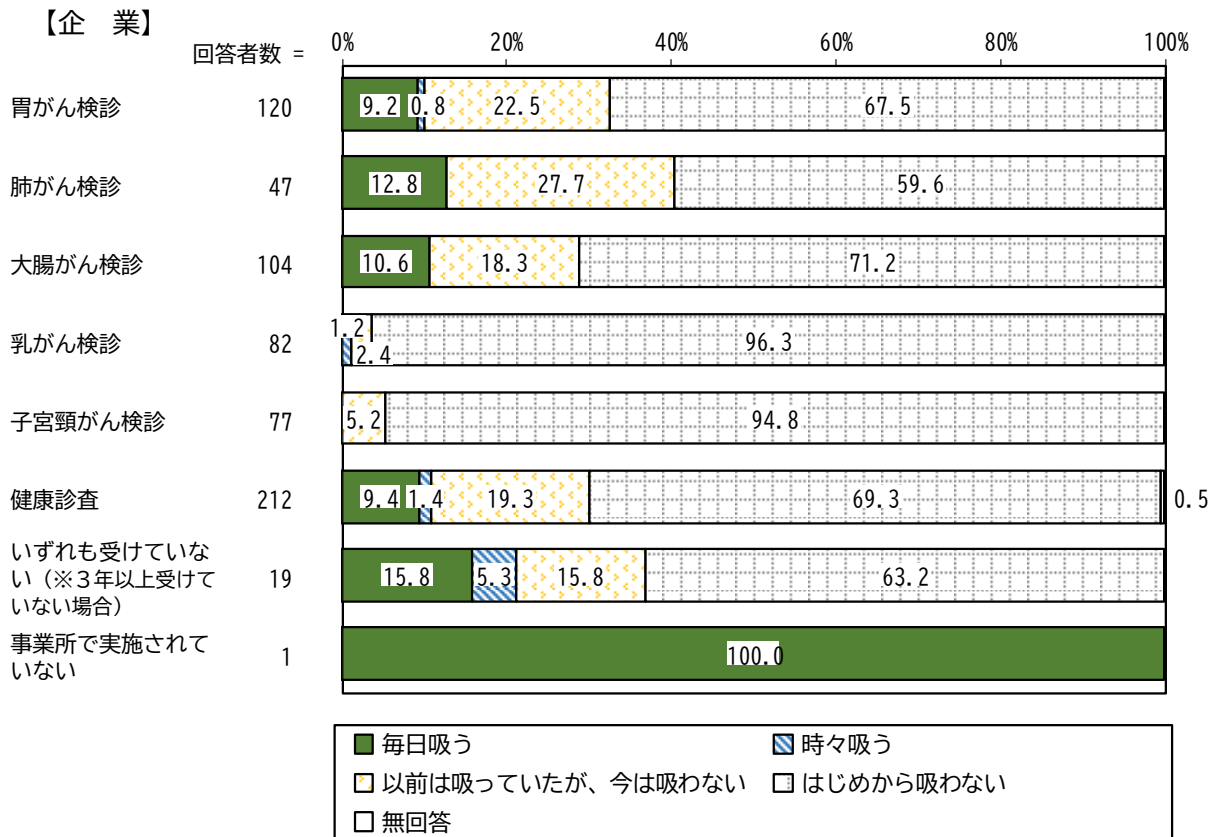 【企　業】
回答者数 =
0% 20% 40% 60% 80% 100%
胃がん検診 120 9.2 0.8 22.5 67.5
肺がん検診 47 12.8 27.7 59.6
大腸がん検診 104 10.6 18.3 71.2
乳がん検診 82 1.2 2.4 96.3
子宮頸がん検診 77 5.2 94.8
健康診査 212 9.4 1.4 19.3 69.3 0.5
いずれも受けていな
い（※３年以上受けて
いない場合）
19 15.8 5.3 15.8 63.2
事業所で実施されて
いない
1 100.0
毎日吸う 時々吸う
以前は吸っていたが、今は吸わない はじめから吸わない
無回答